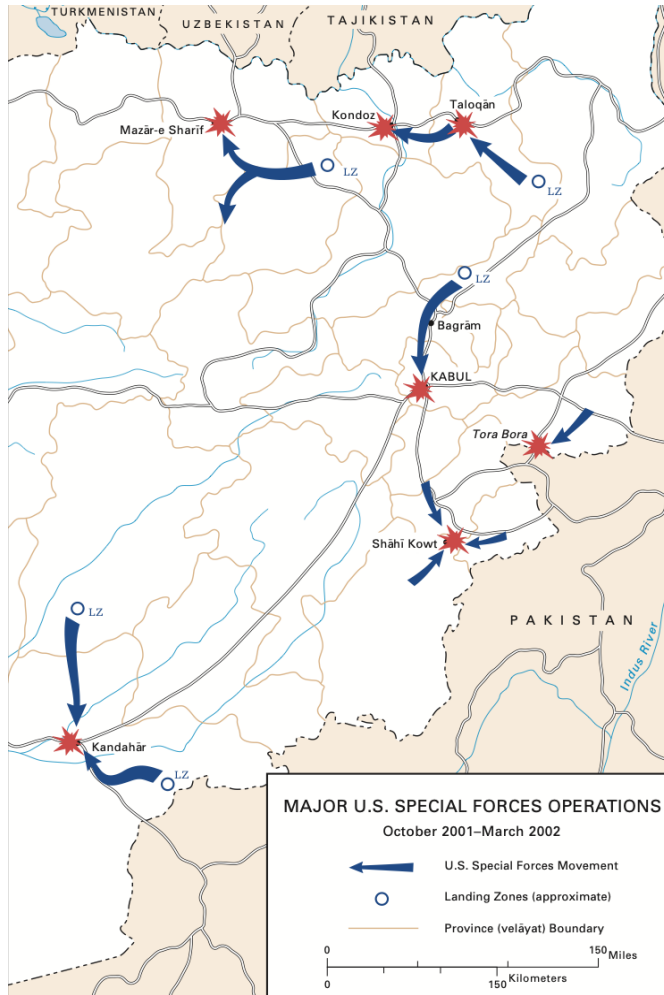 TURKMENISTAN
UZBEKISTAN
TAJIKISTAN
Mazār-e Sharīf
Kondoz
Taloqān
LZ
LZ
LZ
Bagrām
KABUL
Tora Bora
Shāhī Kowt
LZ
PAKISTAN
Indus River
Kandahār
LZ
MAJOR U.S. SPECIAL FORCES OPERATIONS
October 2001–March 2002
U.S. Special Forces Movement
Landing Zones (approximate)
Province (velāyat) Boundary
0 150 Miles
0 150 Kilometers